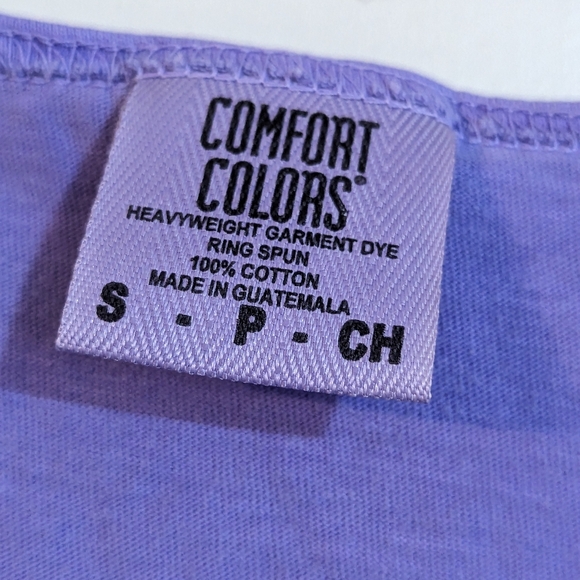 COMFORT
COLORS®
HEAVYWEIGHT GARMENT DYE
RING SPUN
100% COTTON
MADE IN GUATEMALA
S - P - CH